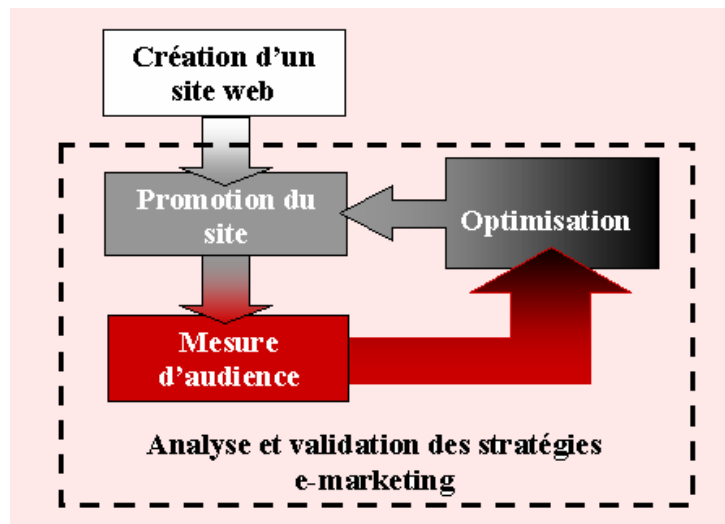 Création d'un
site web
Promotion du
site
Optimisation
Mesure
d'audience
Analyse et validation des stratégies
e-marketing